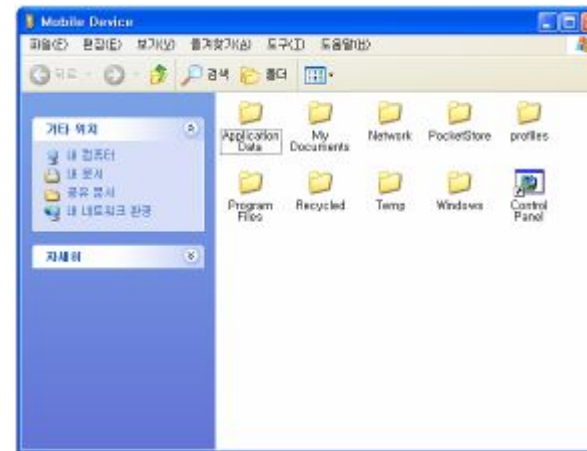 Mobile Device
파일(F) 편집(E) 보기(V) 즐겨찾기(A) 도구(T) 도움말(H)
뒤로 검색 폴더
기타 위치
내 컴퓨터
내 문서
공유 문서
내 네트워크 환경
자세히
Application Data
My Documents
Network
PocketStore
profiles
Program Files
Recycled
Temp
Windows
Control Panel